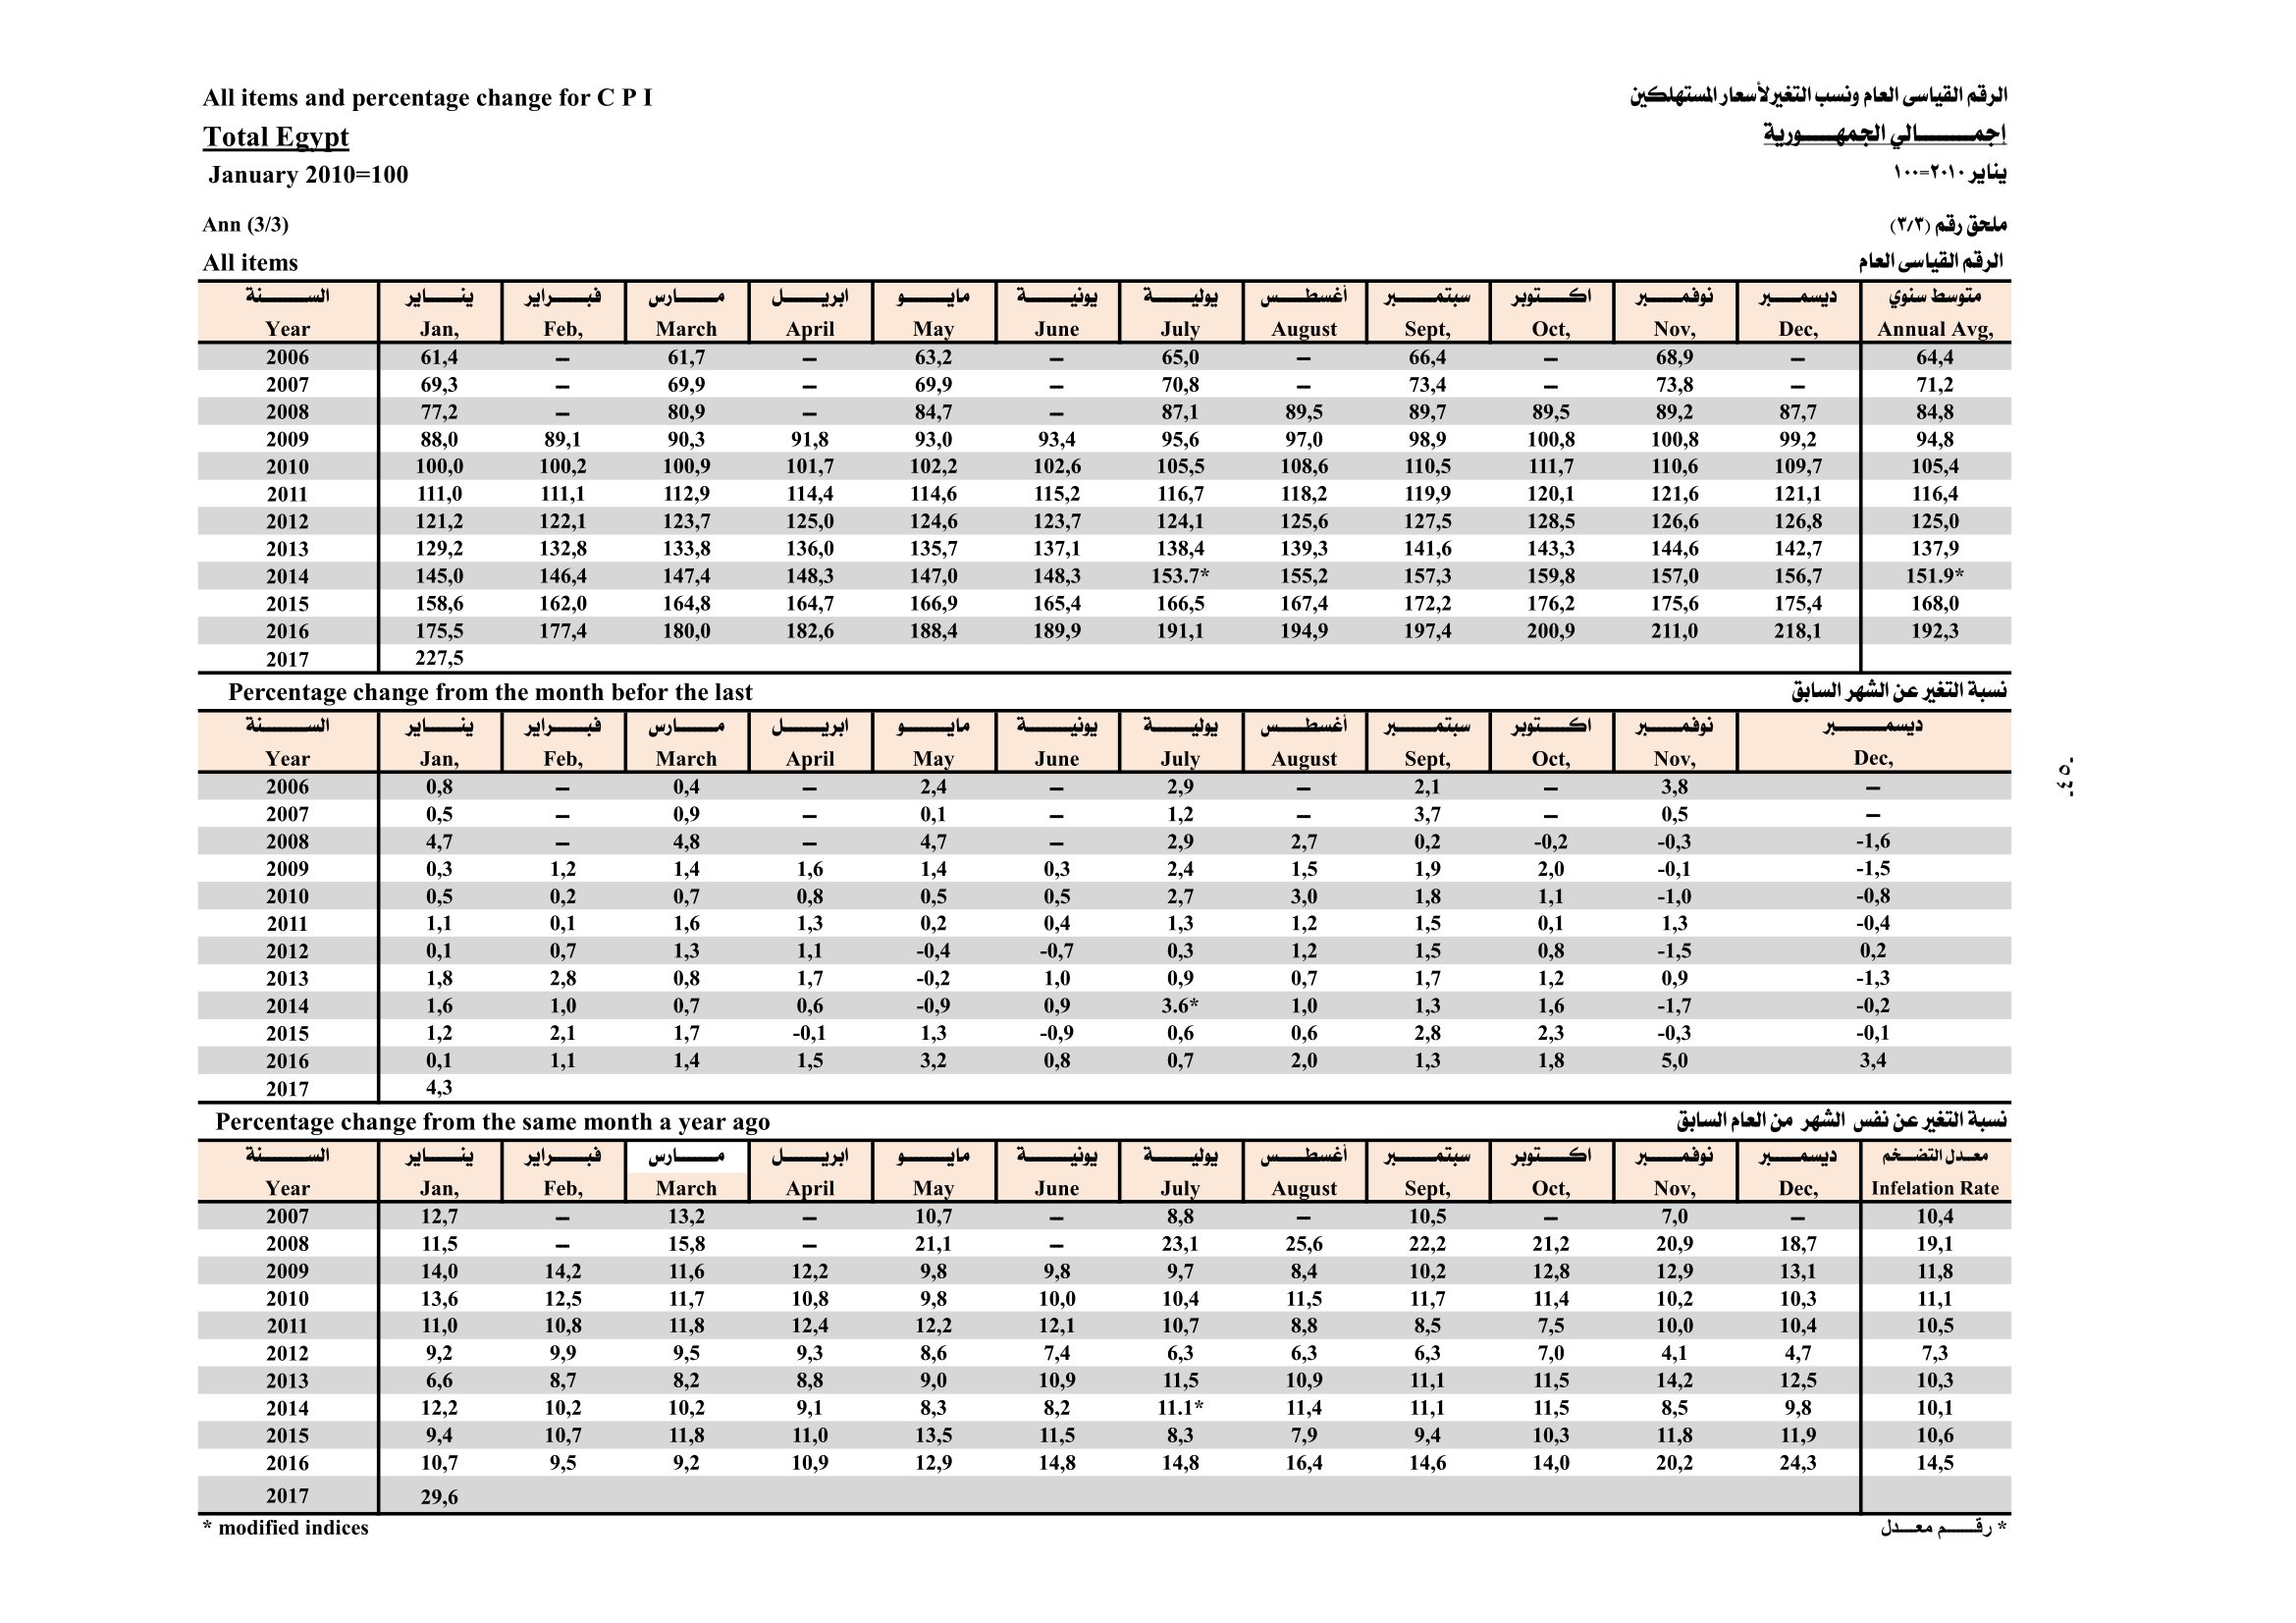 All items and percentage change for C P I الرقم القياسى العام ونسب التغيرلأسعار المستهلكين
Total Egypt إجمــــــالي الجمهـــــورية
January 2010=100 يناير ٢٠١٠=١٠٠
Ann (3/3) ملحق رقم (٣/٣)
All items الرقم القياسى العام
الســـــــنة ينـــــاير فبـــــراير مـــــارس ابريـــــل مايـــــو يونيـــــة يوليـــــة أغسطـــس سبتمـــــبر اكـــتوبر نوفمـــــبر ديسمـــــبر متوسط سنوي
Year Jan, Feb, March April May June July August Sept, Oct, Nov, Dec, Annual Avg,
2006 61,4 – 61,7 – 63,2 – 65,0 – 66,4 – 68,9 – 64,4
2007 69,3 – 69,9 – 69,9 – 70,8 – 73,4 – 73,8 – 71,2
2008 77,2 – 80,9 – 84,7 – 87,1 89,5 89,7 89,5 89,2 87,7 84,8
2009 88,0 89,1 90,3 91,8 93,0 93,4 95,6 97,0 98,9 100,8 100,8 99,2 94,8
2010 100,0 100,2 100,9 101,7 102,2 102,6 105,5 108,6 110,5 111,7 110,6 109,7 105,4
2011 111,0 111,1 112,9 114,4 114,6 115,2 116,7 118,2 119,9 120,1 121,6 121,1 116,4
2012 121,2 122,1 123,7 125,0 124,6 123,7 124,1 125,6 127,5 128,5 126,6 126,8 125,0
2013 129,2 132,8 133,8 136,0 135,7 137,1 138,4 139,3 141,6 143,3 144,6 142,7 137,9
2014 145,0 146,4 147,4 148,3 147,0 148,3 153.7* 155,2 157,3 159,8 157,0 156,7 151.9*
2015 158,6 162,0 164,8 164,7 166,9 165,4 166,5 167,4 172,2 176,2 175,6 175,4 168,0
2016 175,5 177,4 180,0 182,6 188,4 189,9 191,1 194,9 197,4 200,9 211,0 218,1 192,3
2017 227,5
Percentage change from the month befor the last نسبة التغير عن الشهر السابق
الســـــــنة ينـــــاير فبـــــراير مـــــارس ابريـــــل مايـــــو يونيـــــة يوليـــــة أغسطـــس سبتمـــــبر اكـــتوبر نوفمـــــبر ديسمـــــبر
Year Jan, Feb, March April May June July August Sept, Oct, Nov, Dec,
2006 0,8 – 0,4 – 2,4 – 2,9 – 2,1 – 3,8 –
2007 0,5 – 0,9 – 0,1 – 1,2 – 3,7 – 0,5 –
2008 4,7 – 4,8 – 4,7 – 2,9 2,7 0,2 -0,2 -0,3 -1,6
2009 0,3 1,2 1,4 1,6 1,4 0,3 2,4 1,5 1,9 2,0 -0,1 -1,5
2010 0,5 0,2 0,7 0,8 0,5 0,5 2,7 3,0 1,8 1,1 -1,0 -0,8
2011 1,1 0,1 1,6 1,3 0,2 0,4 1,3 1,2 1,5 0,1 1,3 -0,4
2012 0,1 0,7 1,3 1,1 -0,4 -0,7 0,3 1,2 1,5 0,8 -1,5 0,2
2013 1,8 2,8 0,8 1,7 -0,2 1,0 0,9 0,7 1,7 1,2 0,9 -1,3
2014 1,6 1,0 0,7 0,6 -0,9 0,9 3.6* 1,0 1,3 1,6 -1,7 -0,2
2015 1,2 2,1 1,7 -0,1 1,3 -0,9 0,6 0,6 2,8 2,3 -0,3 -0,1
2016 0,1 1,1 1,4 1,5 3,2 0,8 0,7 2,0 1,3 1,8 5,0 3,4
2017 4,3
Percentage change from the same month a year ago نسبة التغير عن نفس الشهر من العام السابق
الســـــــنة ينـــــاير فبـــــراير مـــــارس ابريـــــل مايـــــو يونيـــــة يوليـــــة أغسطـــس سبتمـــــبر اكـــتوبر نوفمـــــبر ديسمـــــبر معـــدل التضـــخم
Year Jan, Feb, March April May June July August Sept, Oct, Nov, Dec, Infelation Rate
2007 12,7 – 13,2 – 10,7 – 8,8 – 10,5 – 7,0 – 10,4
2008 11,5 – 15,8 – 21,1 – 23,1 25,6 22,2 21,2 20,9 18,7 19,1
2009 14,0 14,2 11,6 12,2 9,8 9,8 9,7 8,4 10,2 12,8 12,9 13,1 11,8
2010 13,6 12,5 11,7 10,8 9,8 10,0 10,4 11,5 11,7 11,4 10,2 10,3 11,1
2011 11,0 10,8 11,8 12,4 12,2 12,1 10,7 8,8 8,5 7,5 10,0 10,4 10,5
2012 9,2 9,9 9,5 9,3 8,6 7,4 6,3 6,3 6,3 7,0 4,1 4,7 7,3
2013 6,6 8,7 8,2 8,8 9,0 10,9 11,5 10,9 11,1 11,5 14,2 12,5 10,3
2014 12,2 10,2 10,2 9,1 8,3 8,2 11.1* 11,4 11,1 11,5 8,5 9,8 10,1
2015 9,4 10,7 11,8 11,0 13,5 11,5 8,3 7,9 9,4 10,3 11,8 11,9 10,6
2016 10,7 9,5 9,2 10,9 12,9 14,8 14,8 16,4 14,6 14,0 20,2 24,3 14,5
2017 29,6
* modified indices * رقـــــم معـــدل
-٤٥-